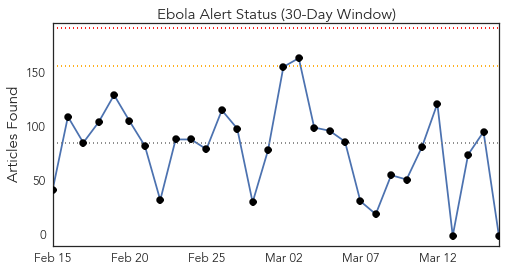 Ebola Alert Status (30-Day Window)
Articles Found
150
100
50
0
Feb 15 Feb 20 Feb 25 Mar 02 Mar 07 Mar 12